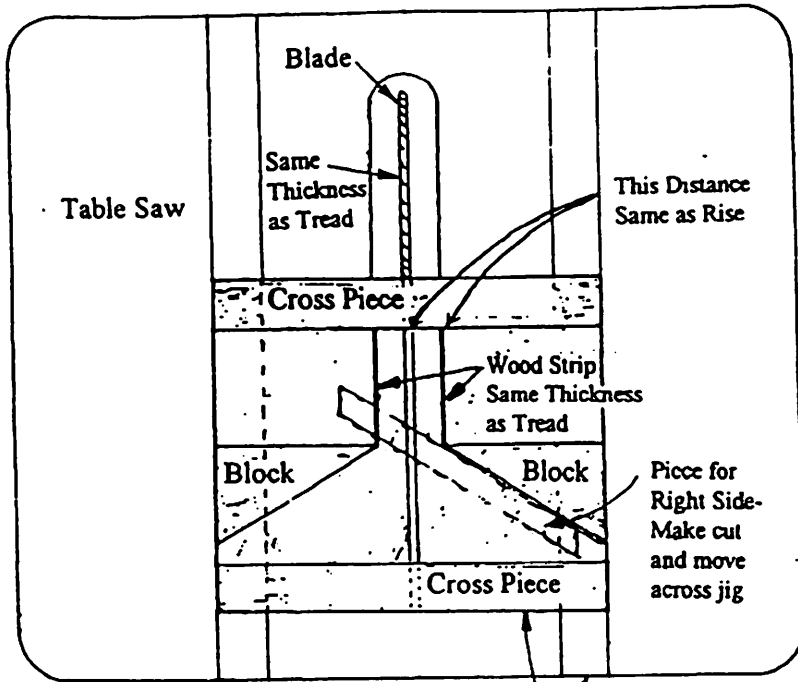 Blade
Same
Thickness
as Tread
Table Saw
This Distance
Same as Rise
Cross Piece
Wood Strip
Same Thickness
as Tread
Block
Block
Piece for
Right Side-
Make cut
and move
across jig
Cross Piece